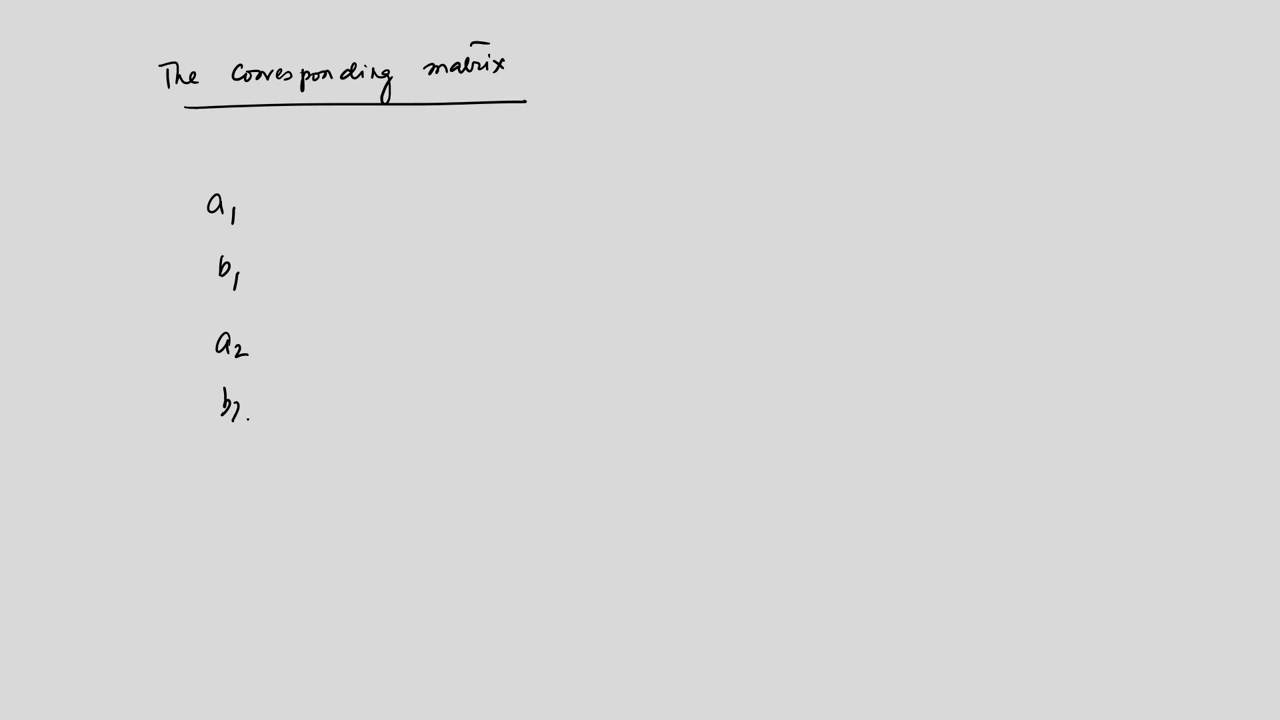 The corresponding matrix
a₁
b₁
a₂
b₂.